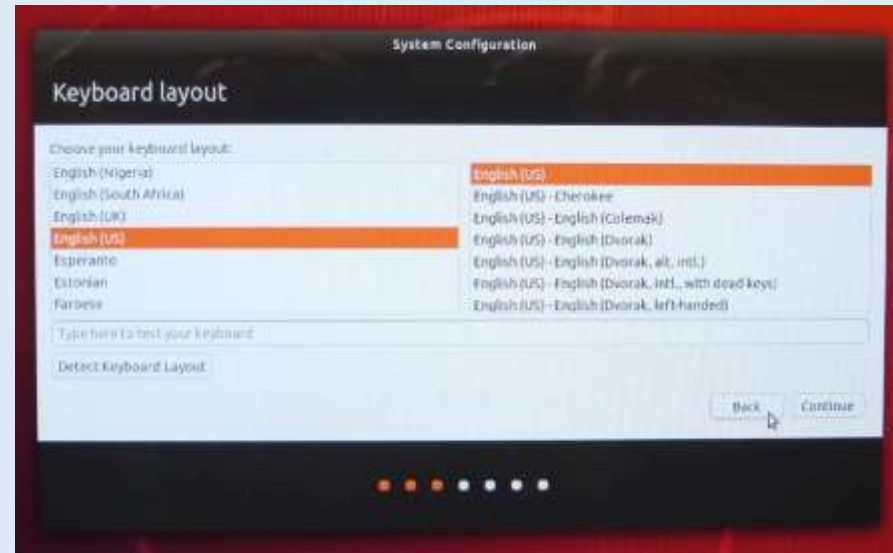 System Configuration
Keyboard layout
Choose your keyboard layout:
English (Nigeria)
English (South Africa)
English (UK)
English (US)
Esperanto
Estonian
Faroese
English (US)
English (US) - Cherokee
English (US) - English (Colemak)
English (US) - English (Dvorak)
English (US) - English (Dvorak, alt. intl.)
English (US) - English (Dvorak, intl., with dead keys)
English (US) - English (Dvorak, left-handed)
Type here to test your keyboard
Detect Keyboard Layout
Back
Continue